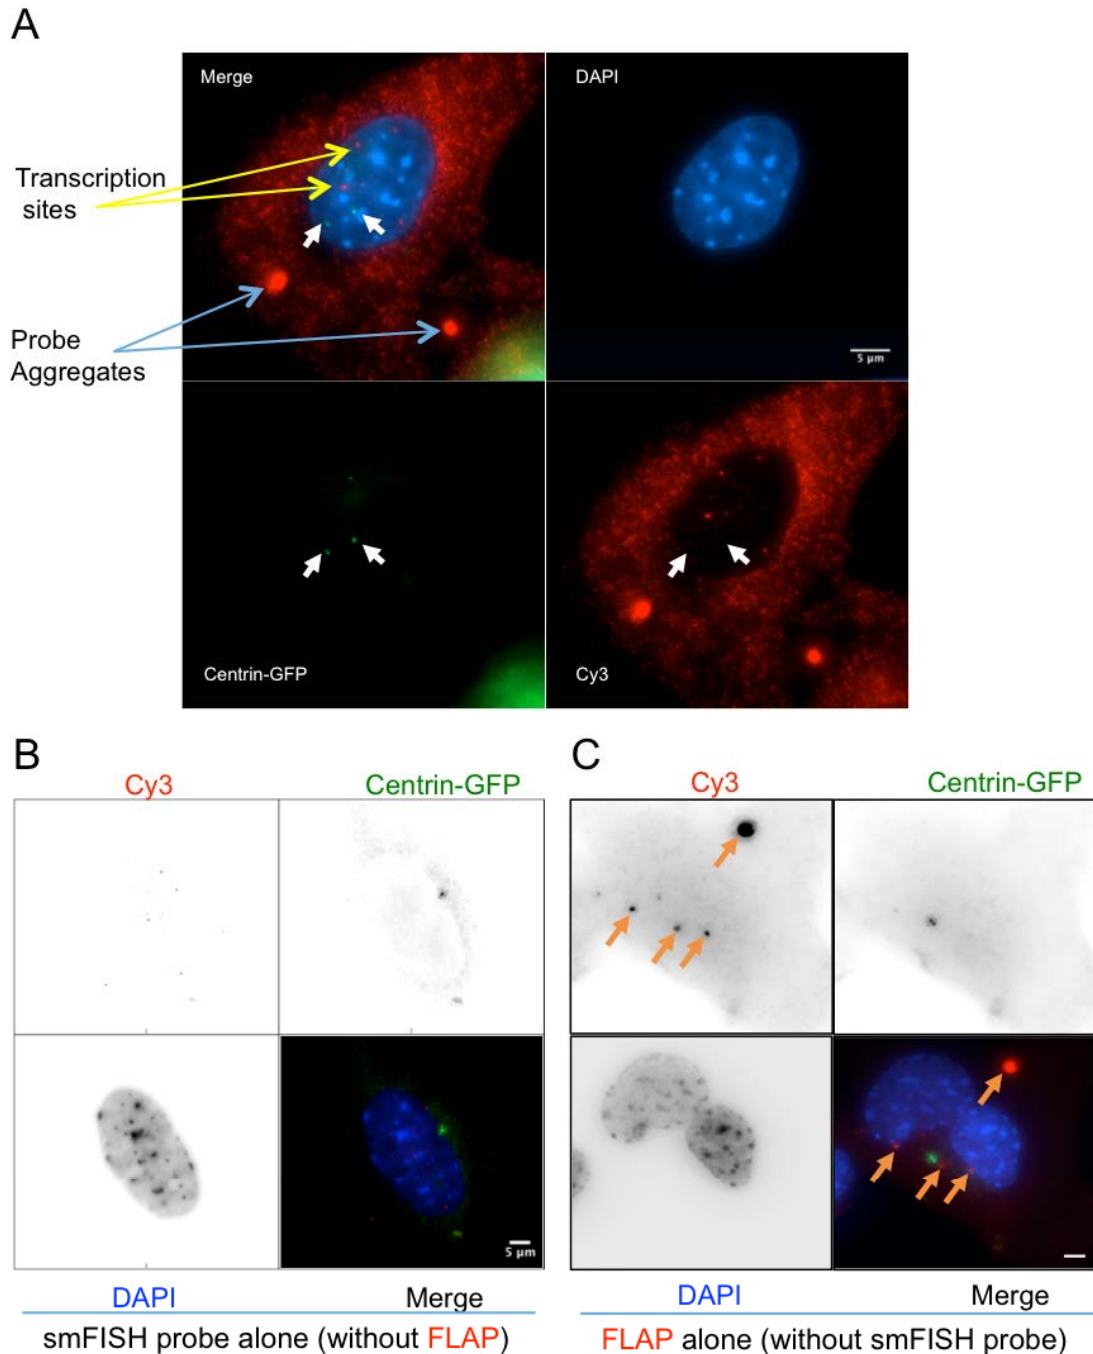 A
Merge
DAPI
Transcription
sites
Probe
Aggregates
5 µm
Centrin-GFP
Cy3
B
Cy3
Centrin-GFP
5 µm
DAPI
Merge
smFISH probe alone (without FLAP)
C
Cy3
Centrin-GFP
DAPI
Merge
FLAP alone (without smFISH probe)